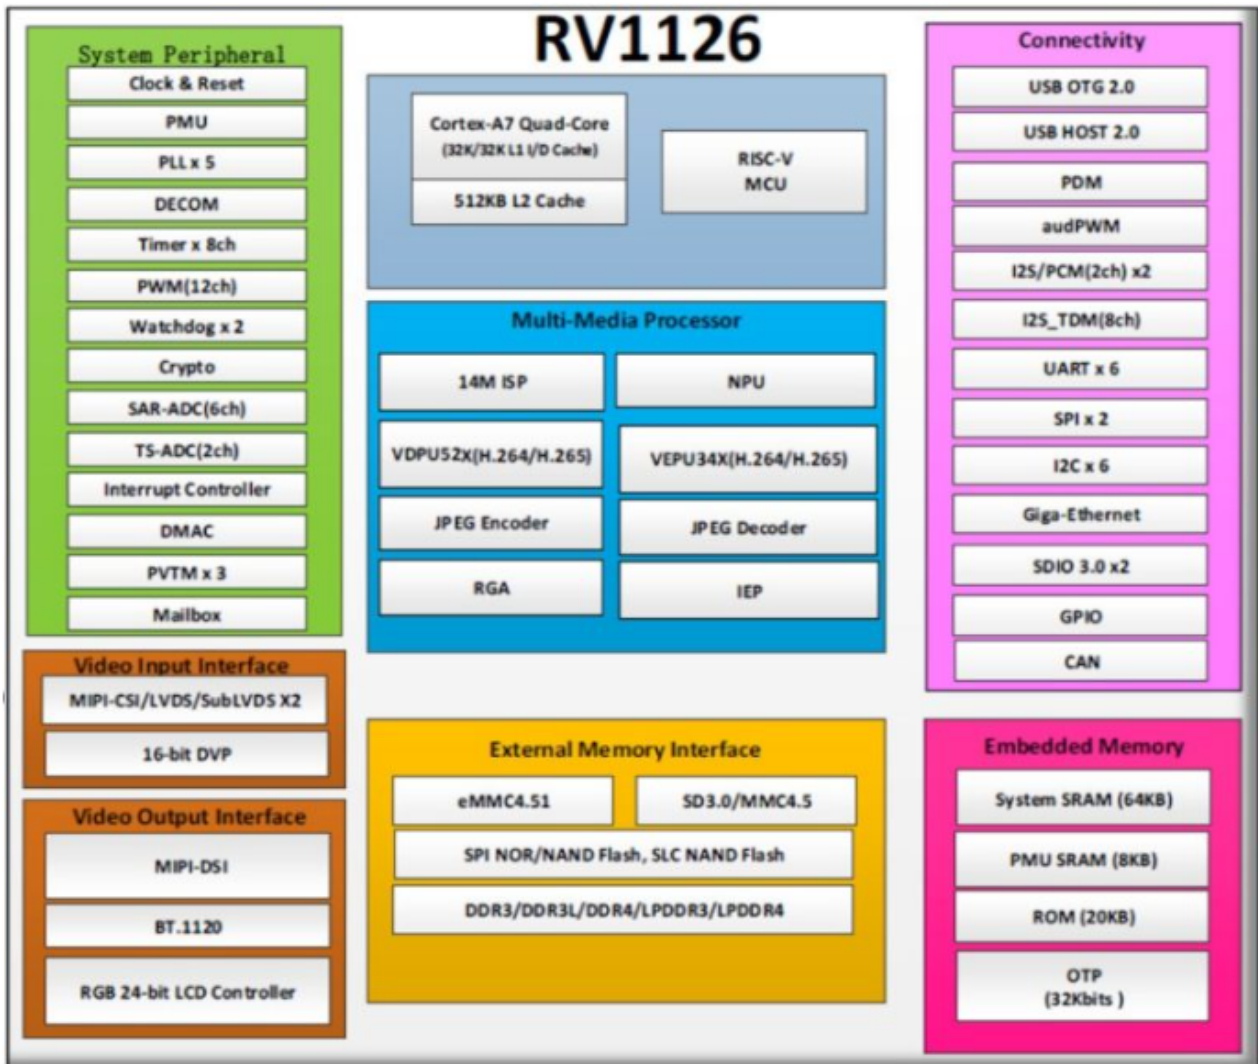 RV1126
System Peripheral
Clock & Reset
PMU
PLL x 5
DECOM
Timer x 8ch
PWM(12ch)
Watchdog x 2
Crypto
SAR-ADC(6ch)
TS-ADC(2ch)
Interrupt Controller
DMAC
PVTM x 3
Mailbox
Video Input Interface
MIPI-CSI/LVDS/SubLVDS X2
16-bit DVP
Video Output Interface
MIPI-DSI
BT.1120
RGB 24-bit LCD Controller
Cortex-A7 Quad-Core
(32K/32K L1 I/D Cache)
512KB L2 Cache
RISC-V
MCU
Multi-Media Processor
14M ISP
NPU
VDPU52X(H.264/H.265)
VEPU34X(H.264/H.265)
JPEG Encoder
JPEG Decoder
RGA
IEP
External Memory Interface
eMMC4.51
SD3.0/MMC4.5
SPI NOR/NAND Flash, SLC NAND Flash
DDR3/DDR3L/DDR4/LPDDR3/LPDDR4
Connectivity
USB OTG 2.0
USB HOST 2.0
PDM
audPWM
I2S/PCM(2ch) x2
I2S_TDM(8ch)
UART x 6
SPI x 2
I2C x 6
Giga-Ethernet
SDIO 3.0 x2
GPIO
CAN
Embedded Memory
System SRAM (64KB)
PMU SRAM (8KB)
ROM (20KB)
OTP
(32Kbits )